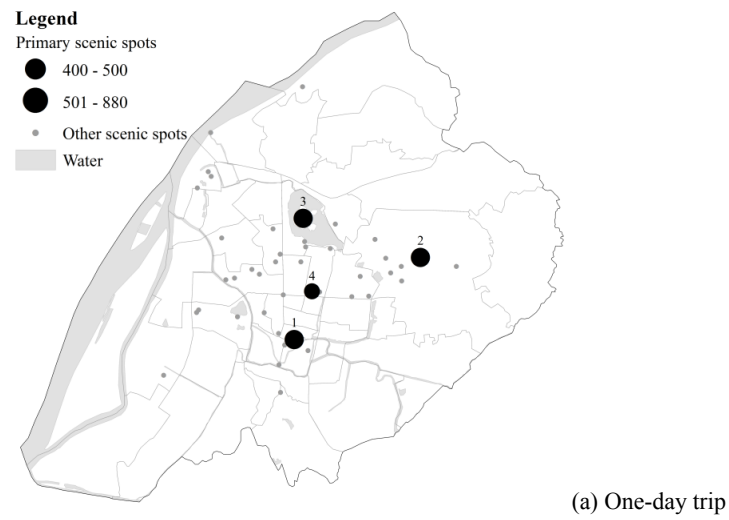 Legend
Primary scenic spots
400 - 500
501 - 880
Other scenic spots
Water
3
2
4
1
(a) One-day trip